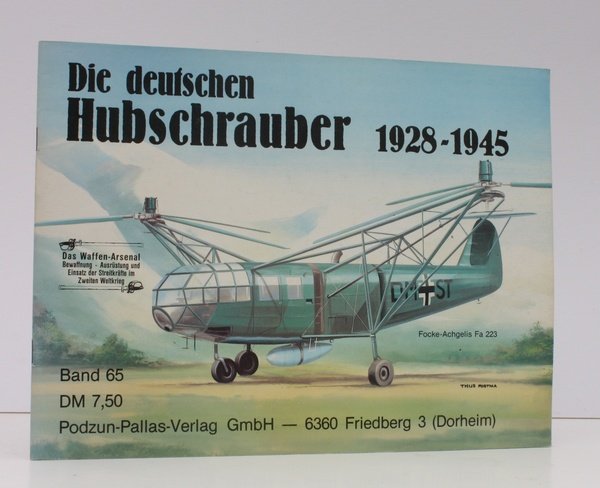 Die deutschen
Hubschrauber 1928-1945
Das Waffen-Arsenal
Bewaffnung - Ausrüstung und
Einsatz der Streitkräfte im
Zweiten Weltkrieg
DM ST
Focke-Achgelis Fa 223
Band 65
DM 7,50
Podzun-Pallas-Verlag GmbH — 6360 Friedberg 3 (Dorheim)